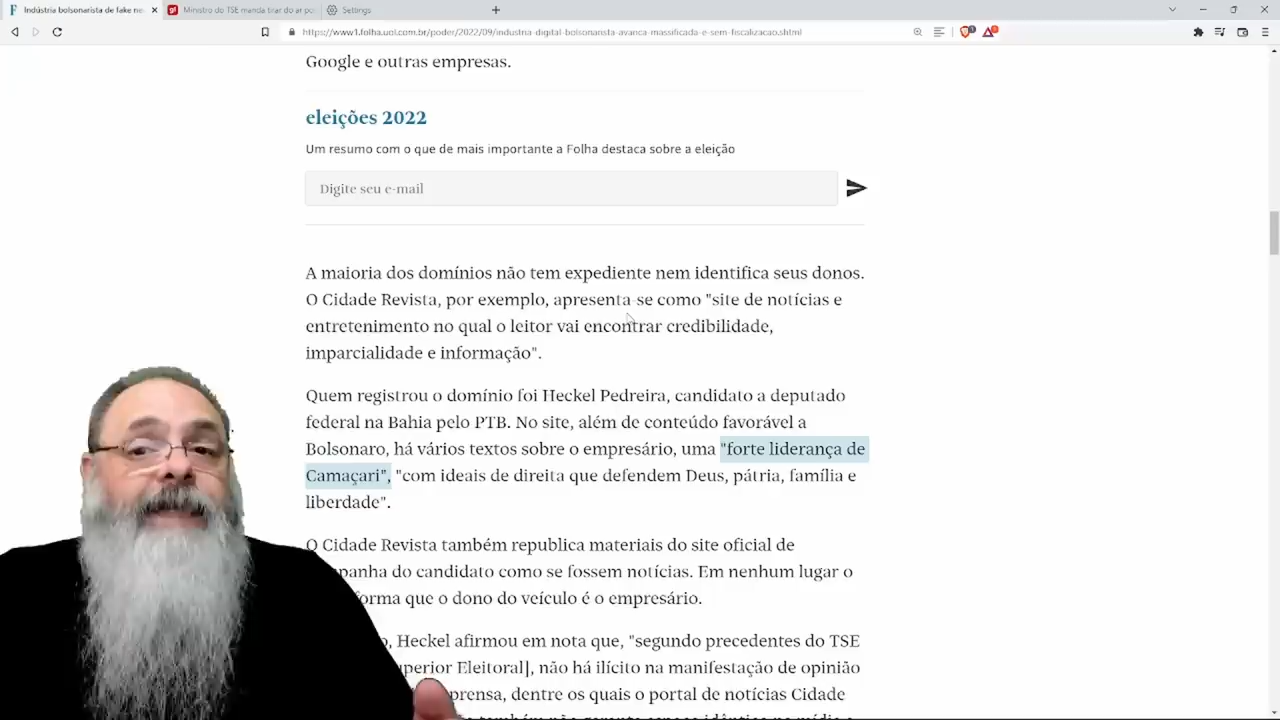 Indústria bolsonarista de fake ne
Ministro do TSE manda tirar do ar po
Settings
https://www1.folha.uol.com.br/poder/2022/09/industria-digital-bolsonarista-avanca-massificada-e-sem-fiscalizacao.shtml
Google e outras empresas.
eleições 2022
Um resumo com o que de mais importante a Folha destaca sobre a eleição
Digite seu e-mail
A maioria dos domínios não tem expediente nem identifica seus donos.
O Cidade Revista, por exemplo, apresenta-se como "site de notícias e
entretenimento no qual o leitor vai encontrar credibilidade,
imparcialidade e informação".
Quem registrou o domínio foi Heckel Pedreira, candidato a deputado
federal na Bahia pelo PTB. No site, além de conteúdo favorável a
Bolsonaro, há vários textos sobre o empresário, uma "forte liderança de
Camaçari", "com ideais de direita que defendem Deus, pátria, família e
liberdade".
O Cidade Revista também republica materiais do site oficial de
panha do candidato como se fossem notícias. Em nenhum lugar o
forma que o dono do veículo é o empresário.
, Heckel afirmou em nota que, "segundo precedentes do TSE
uperior Eleitoral], não há ilícito na manifestação de opinião
prensa, dentre os quais o portal de notícias Cidade